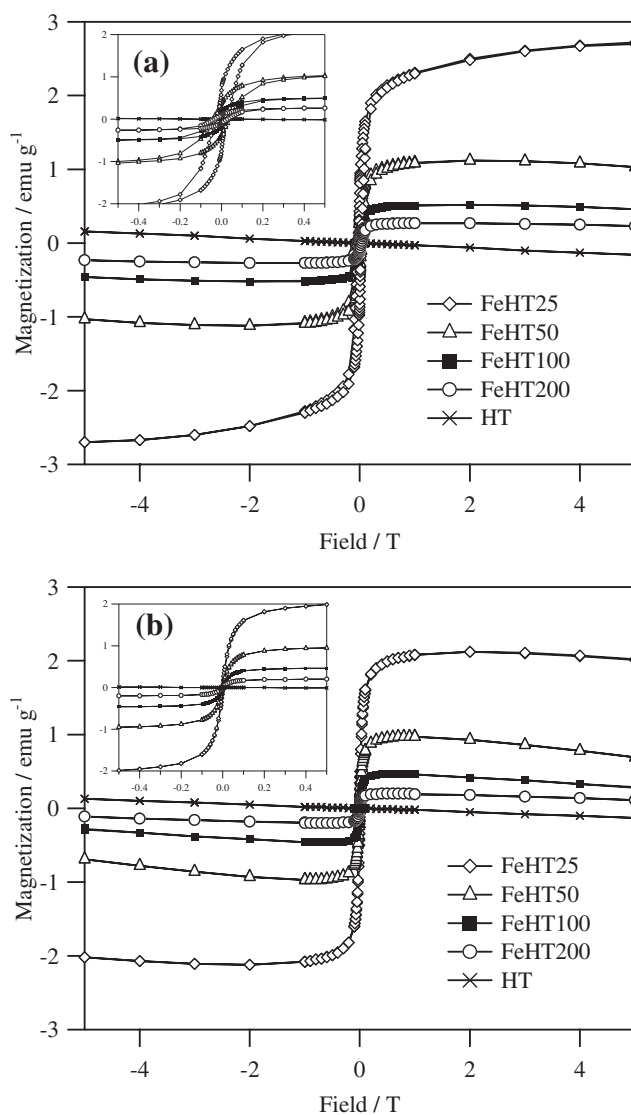 3
2
1
0
-1
-2
-3
Magnetization / emu g-1
(a)
2
1
0
-1
-2
-0.4 -0.2 0.0 0.2 0.4
FeHT25
FeHT50
FeHT100
FeHT200
HT
-4 -2 0 2 4
Field / T
3
2
1
0
-1
-2
-3
Magnetization / emu g-1
(b)
2
1
0
-1
-2
-0.4 -0.2 0.0 0.2 0.4
FeHT25
FeHT50
FeHT100
FeHT200
HT
-4 -2 0 2 4
Field / T